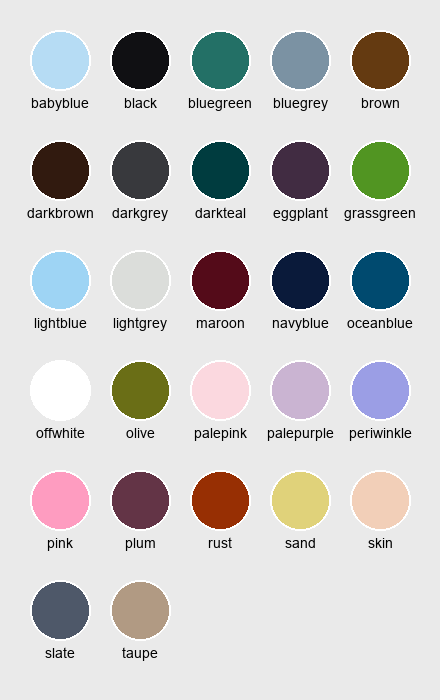 babyblue black bluegreen bluegrey brown
darkbrown darkgrey darkteal eggplant grassgreen
lightblue lightgrey maroon navyblue oceanblue
offwhite olive palepink palepurple periwinkle
pink plum rust sand skin
slate taupe